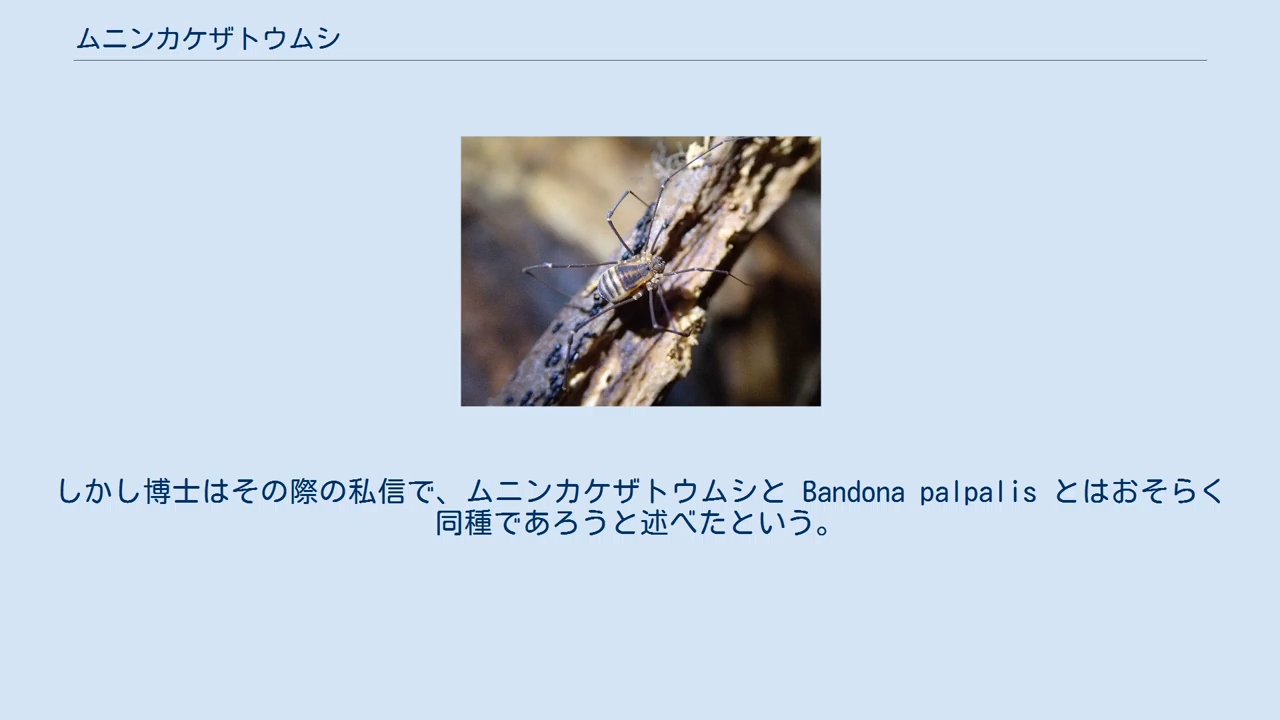 ムニンカケザトウムシ
しかし博士はその際の私信で、ムニンカケザトウムシと Bandona palpalis とはおそらく
同種であろうと述べたという。